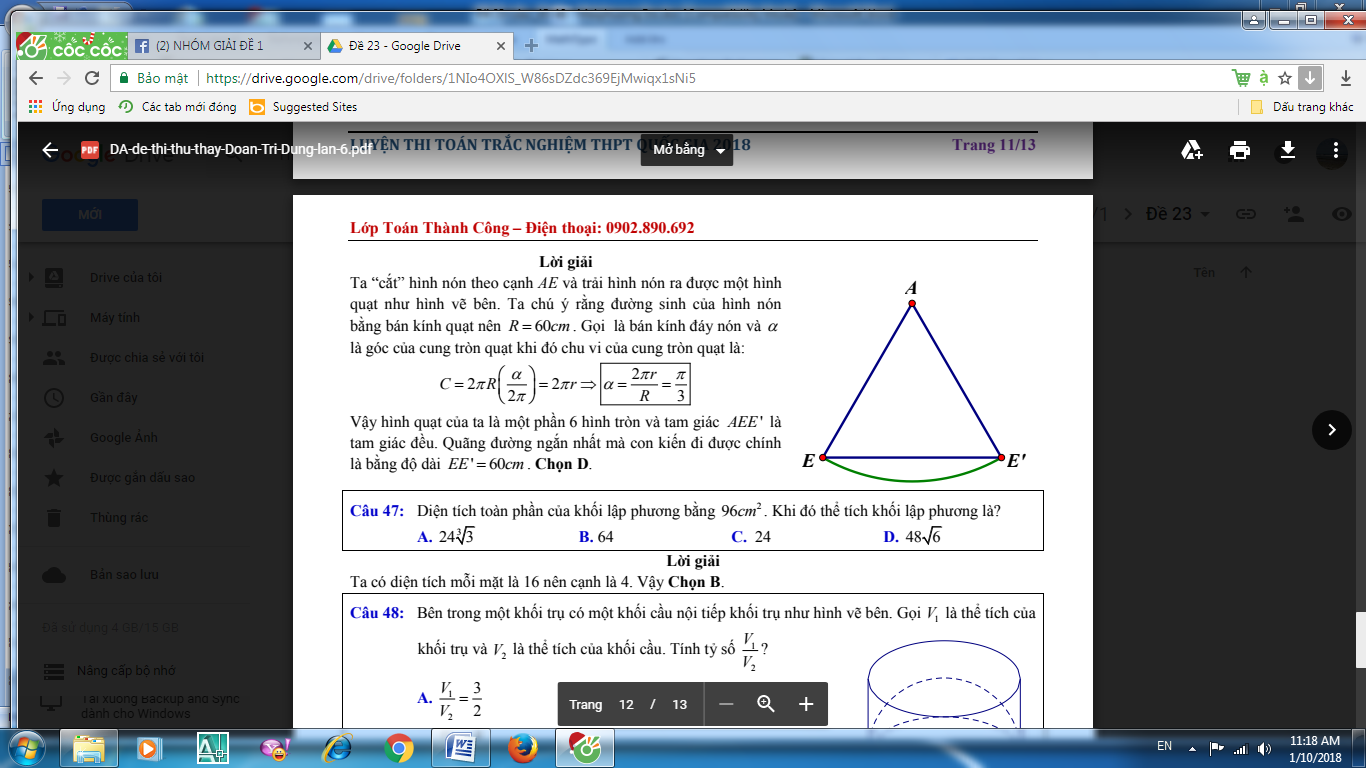 CỐC CỐC
(2) NHÓM GIẢI ĐỀ 1
Đề 23 - Google Drive
Bảo mật
https://drive.google.com/drive/folders/1NIo4OXlS_W86sDZdc369EjMwiqx1sNi5
Ứng dụng
Các tab mới đóng
Suggested Sites
Dấu trang khác
LUYỆN THI TOÁN TRẮC NGHIỆM THPT QUỐC GIA 2018
Trang 11/13
DA-de-thi-thu-thay-Doan-Tri-Dung-lan-6.pdf
Mở bằng
MỚI
Đề 23
Drive của tôi
Tên
Máy tính
Được chia sẻ với tôi
Gần đây
Google Ảnh
Được gắn dấu sao
Thùng rác
Bản sao lưu
Đã sử dụng 4 GB/15 GB
Nâng cấp bộ nhớ
Tải xuống Backup and Sync
dành cho Windows
Lớp Toán Thành Công – Điện thoại: 0902.890.692
Lời giải
Ta “cắt” hình nón theo cạnh AE và trải hình nón ra được một hình
quạt như hình vẽ bên. Ta chú ý rằng đường sinh của hình nón
bằng bán kính quạt nên R = 60cm. Gọi là bán kính đáy nón và α
là góc của cung tròn quạt khi đó chu vi của cung tròn quạt là:
C = 2πR(α/2π) = 2πr ⇒ α = 2πr/R = π/3
Vậy hình quạt của ta là một phần 6 hình tròn và tam giác AEE' là
tam giác đều. Quãng đường ngắn nhất mà con kiến đi được chính
là bằng độ dài EE' = 60cm. Chọn D.
A
E
E'
Câu 47: Diện tích toàn phần của khối lập phương bằng 96cm². Khi đó thể tích khối lập phương là?
A. 24∛3 B. 64 C. 24 D. 48√6
Lời giải
Ta có diện tích mỗi mặt là 16 nên cạnh là 4. Vậy Chọn B.
Câu 48: Bên trong một khối trụ có một khối cầu nội tiếp khối trụ như hình vẽ bên. Gọi V₁ là thể tích của
khối trụ và V₂ là thể tích của khối cầu. Tính tỷ số V₁/V₂?
A. V₁/V₂ = 3/2
Trang 12 / 13
EN
11:18 AM
1/10/2018